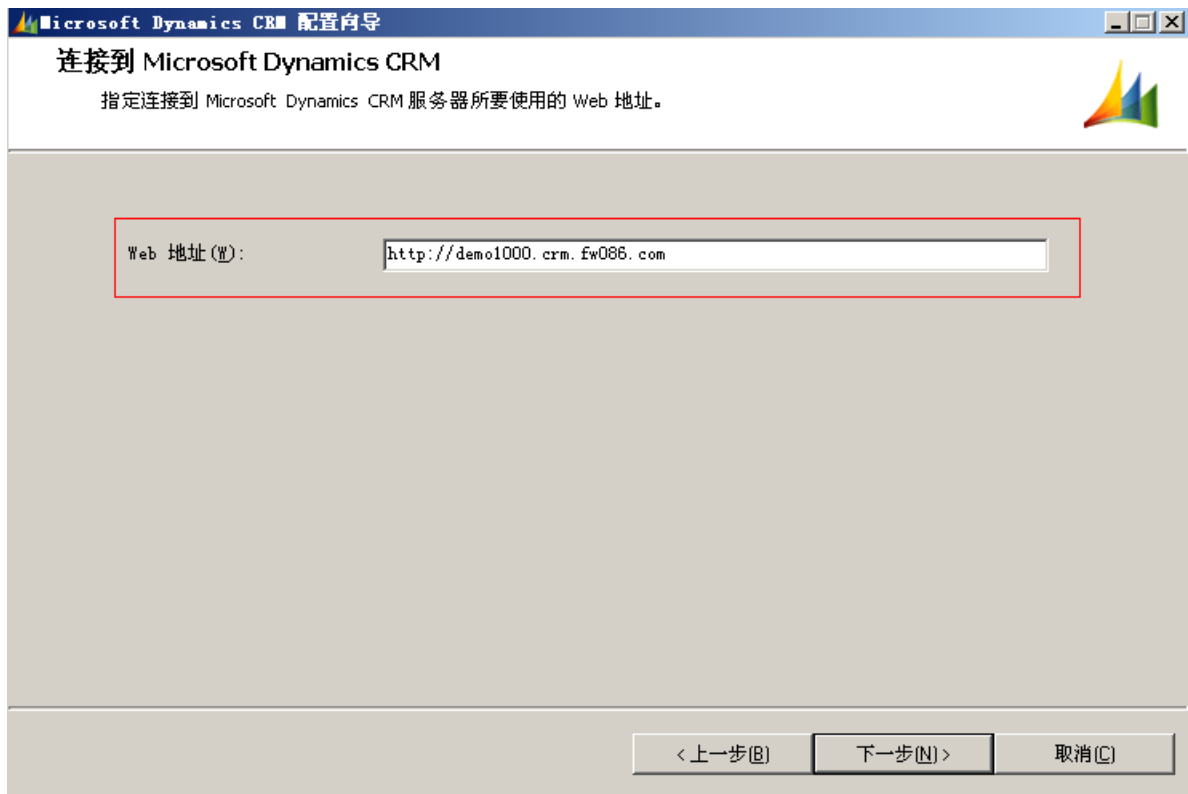 Microsoft Dynamics CRM 配置向导
连接到 Microsoft Dynamics CRM
指定连接到 Microsoft Dynamics CRM 服务器所要使用的 Web 地址。
Web 地址(W): http://demo1000.crm.fw086.com
<上一步(B) 下一步(N)> 取消(C)